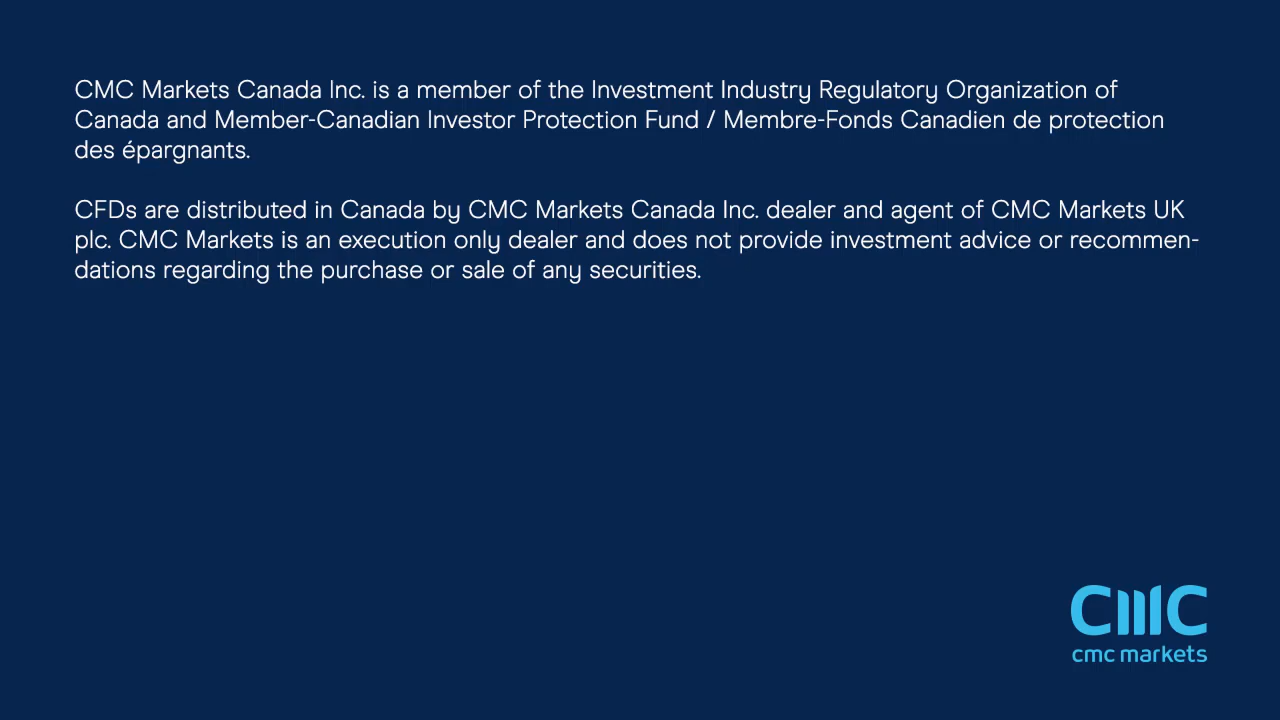 CMC Markets Canada Inc. is a member of the Investment Industry Regulatory Organization of
Canada and Member-Canadian Investor Protection Fund / Membre-Fonds Canadien de protection
des épargnants.
CFDs are distributed in Canada by CMC Markets Canada Inc. dealer and agent of CMC Markets UK
plc. CMC Markets is an execution only dealer and does not provide investment advice or recommen-
dations regarding the purchase or sale of any securities.
CMC
cmc markets